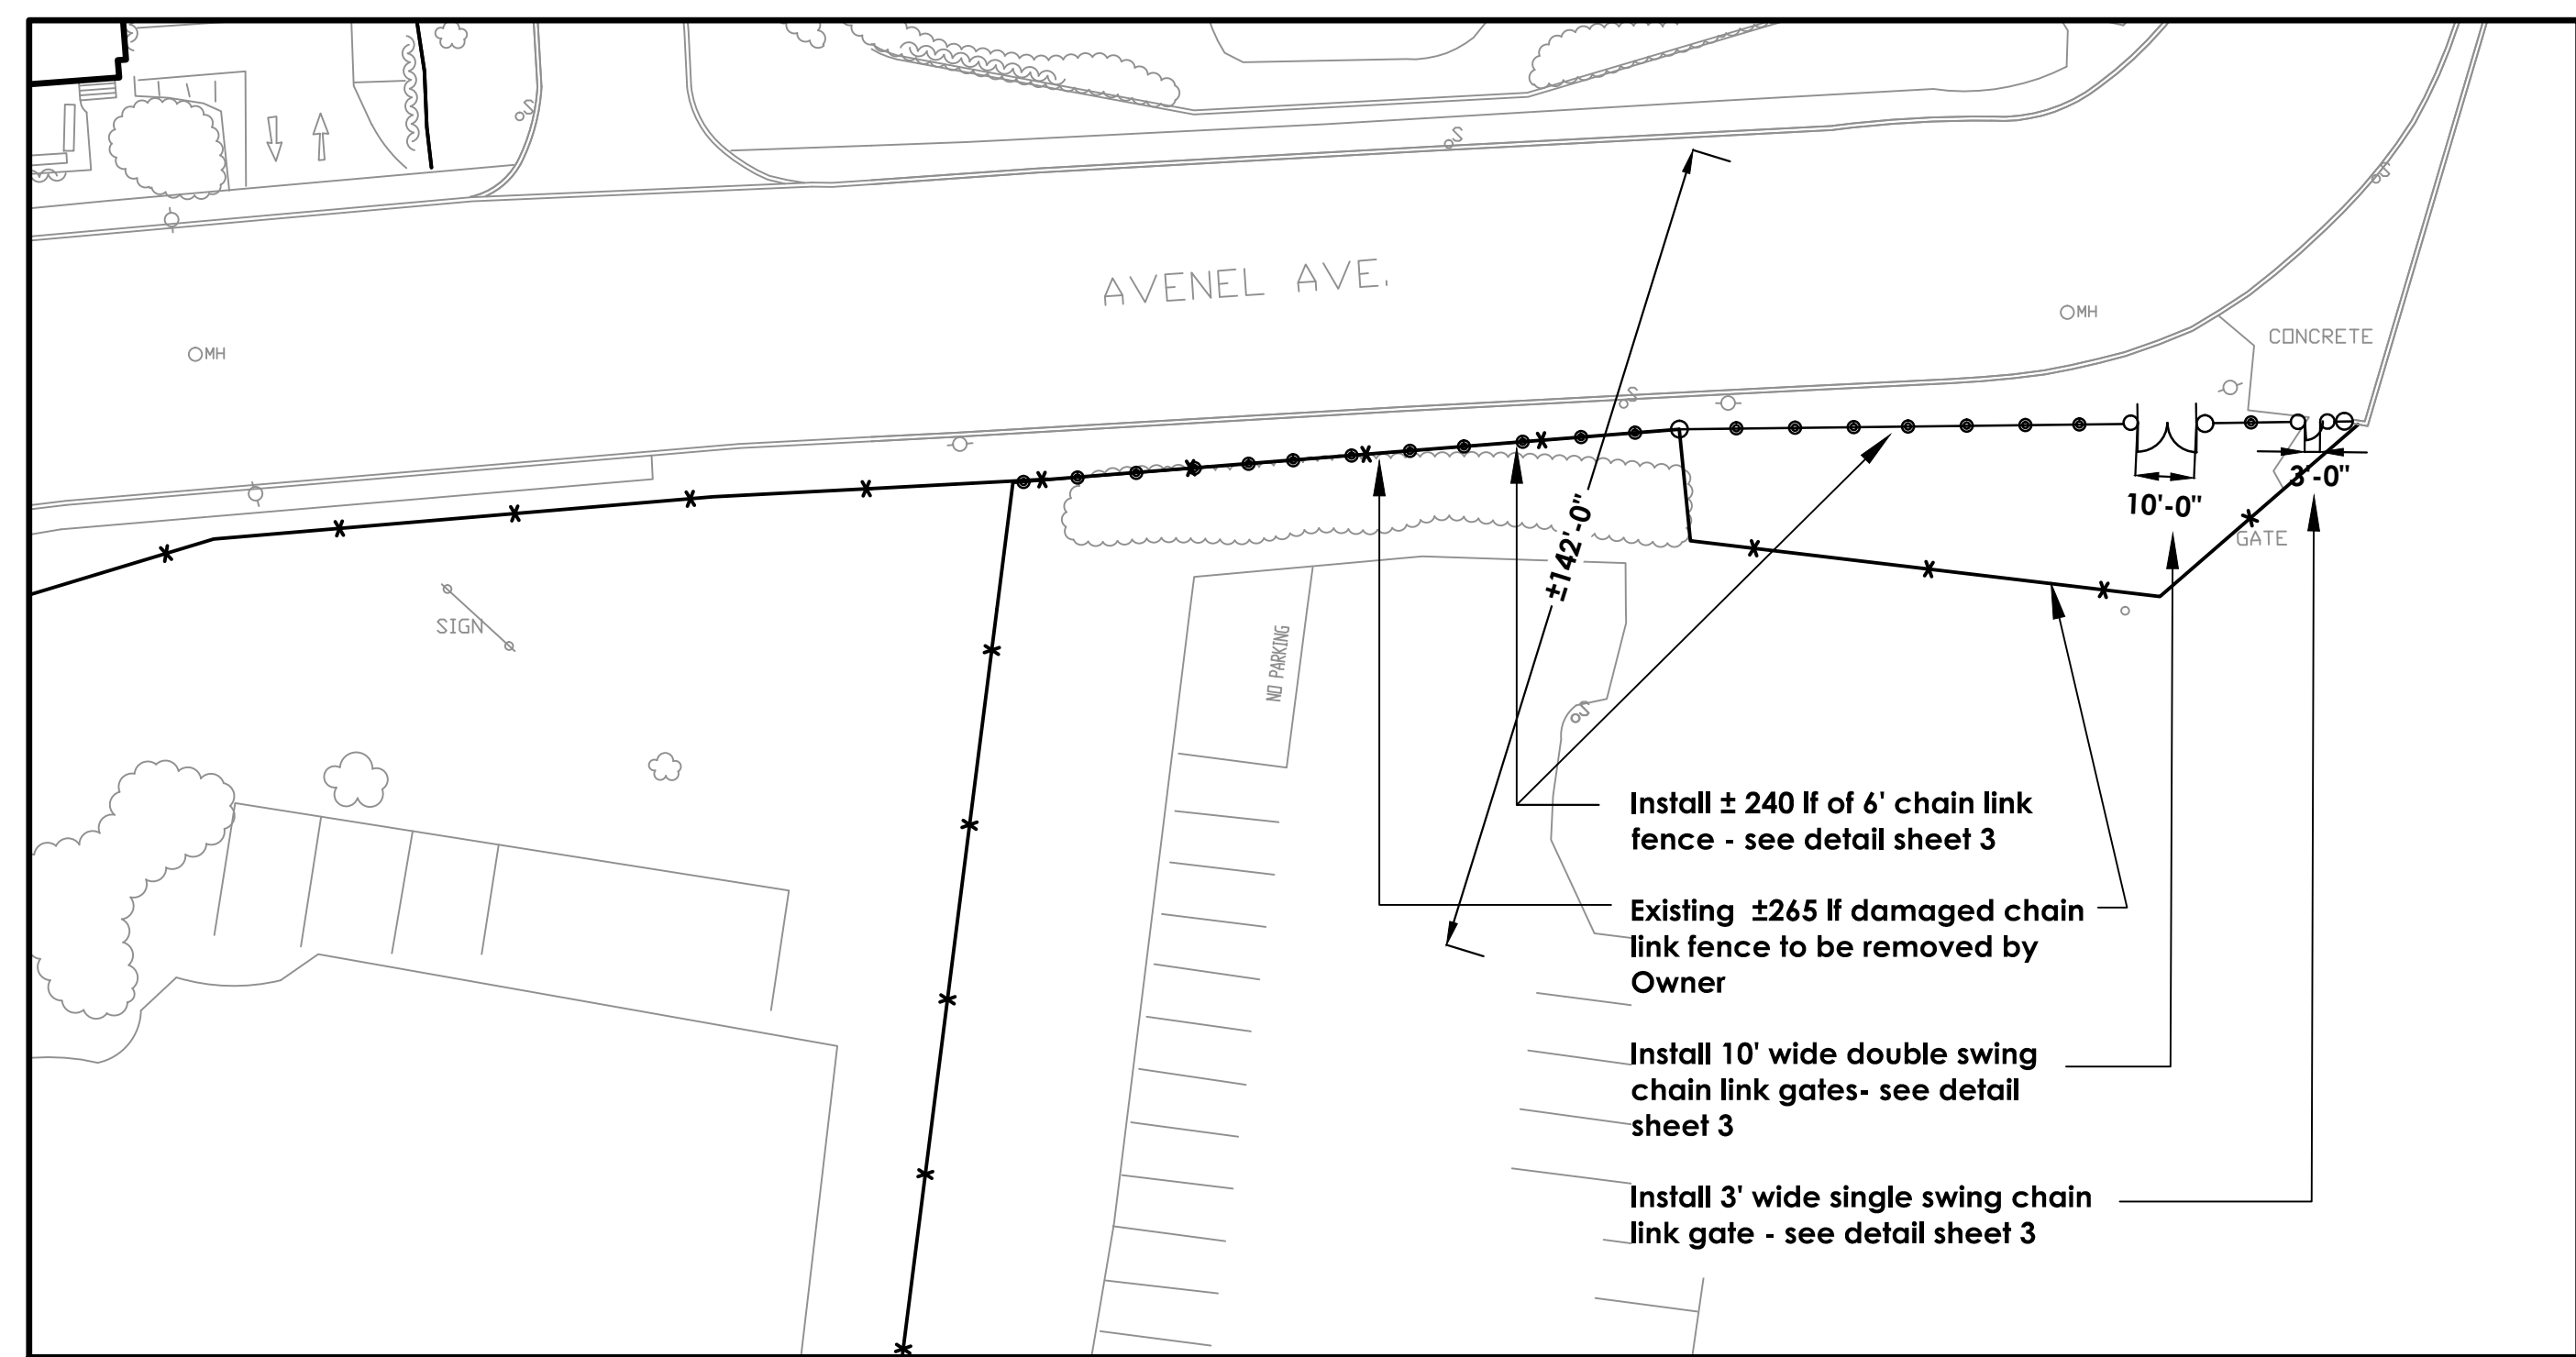 AVENEL AVE.
MH
MH
CONCRETE
3'-0"
10'-0"
GATE
±142'-0"
SIGN
NO PARKING
S
S
S
S
S
Install ± 240 lf of 6' chain link
fence - see detail sheet 3
Existing ±265 lf damaged chain
link fence to be removed by
Owner
Install 10' wide double swing
chain link gates- see detail
sheet 3
Install 3' wide single swing chain
link gate - see detail sheet 3